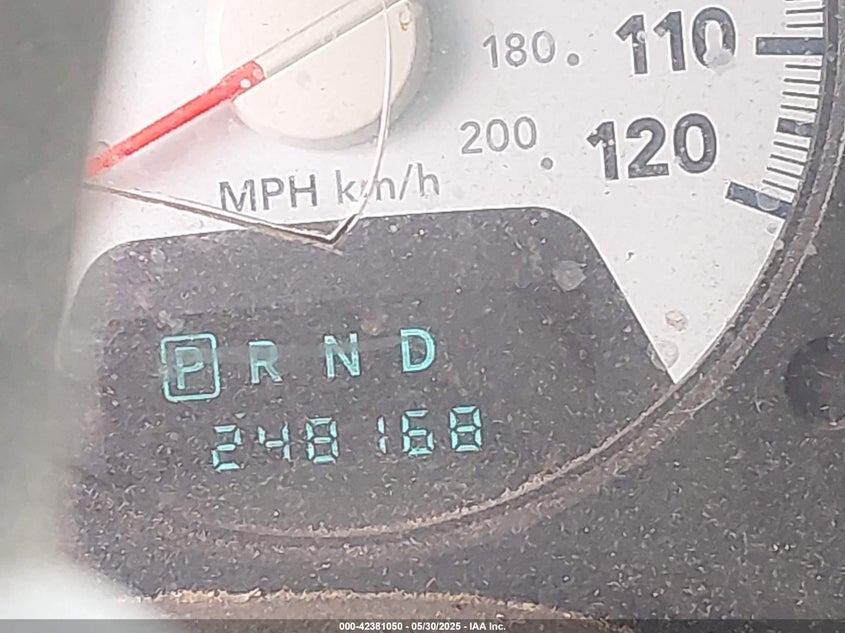 180 110
200 120
MPH km/h
P R N D
248168
000-42381050 - 05/30/2025 - IAA Inc.